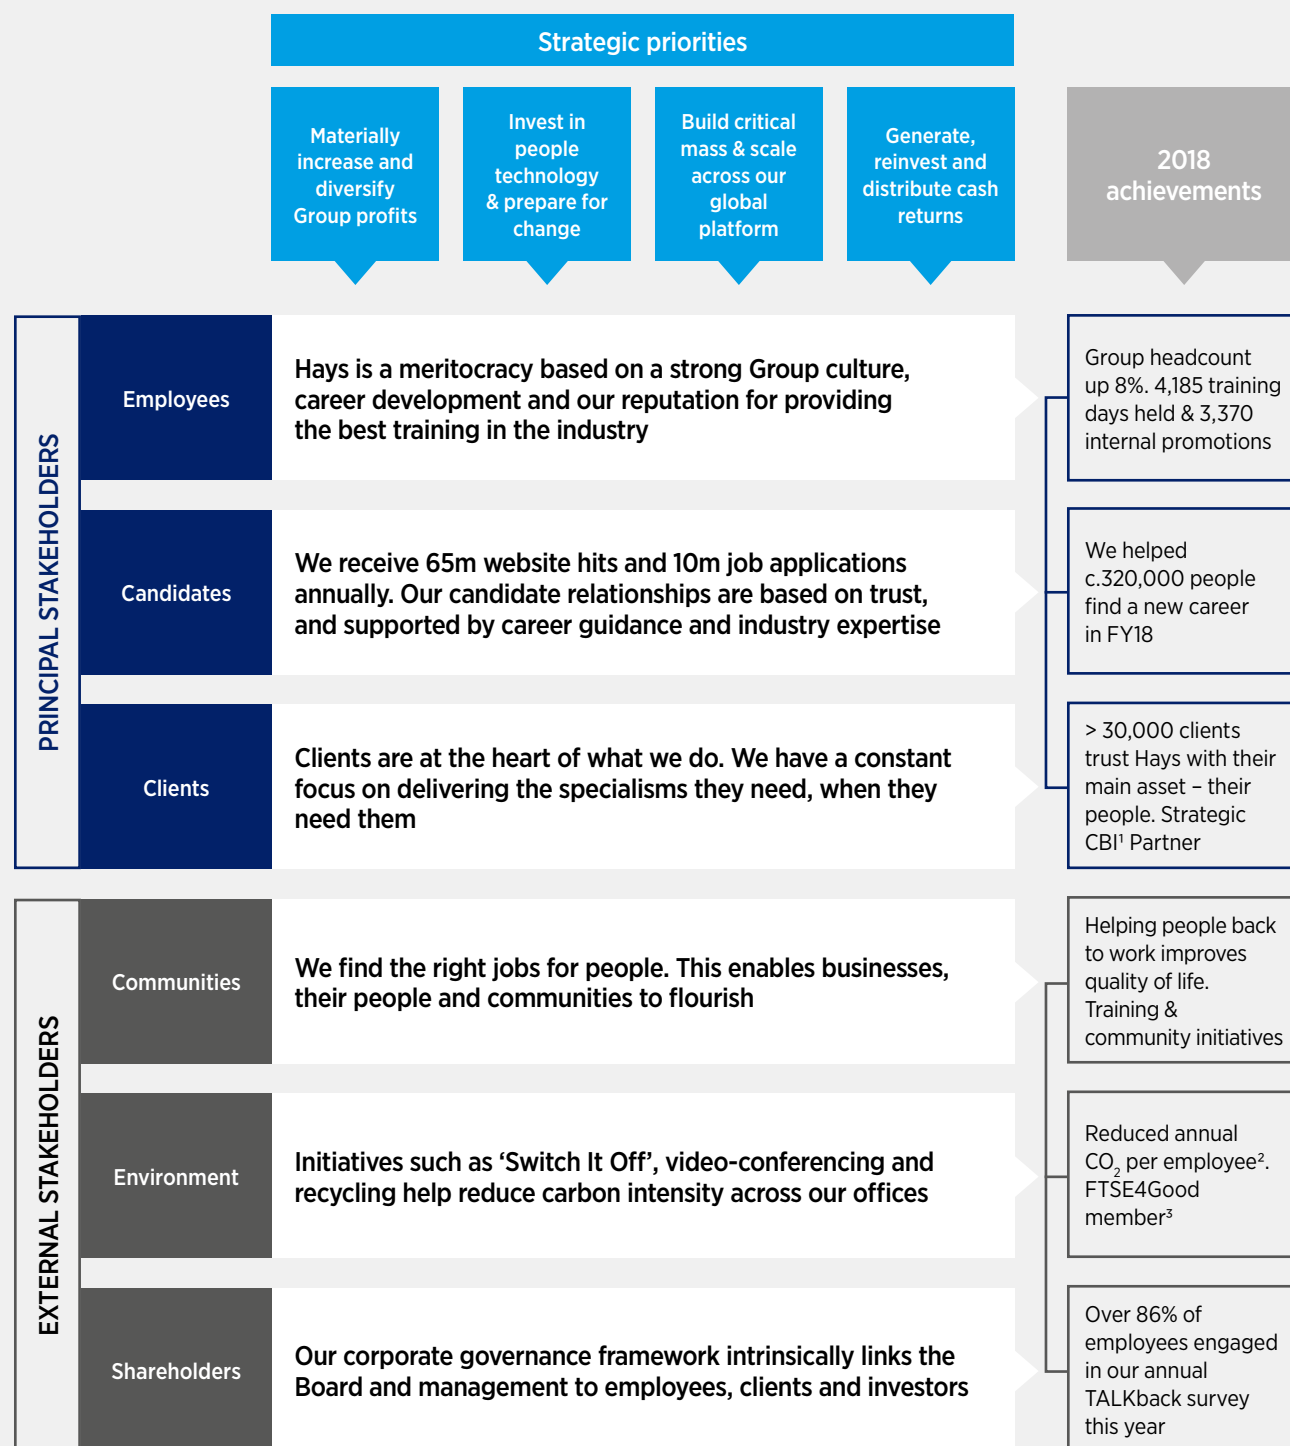 Strategic priorities
Materially
increase and
diversify
Group profits
Invest in
people
technology
& prepare for
change
Build critical
mass & scale
across our
global
platform
Generate,
reinvest and
distribute cash
returns
2018
achievements
PRINCIPAL STAKEHOLDERS
Employees
Hays is a meritocracy based on a strong Group culture,
career development and our reputation for providing
the best training in the industry
Group headcount
up 8%. 4,185 training
days held & 3,370
internal promotions
Candidates
We receive 65m website hits and 10m job applications
annually. Our candidate relationships are based on trust,
and supported by career guidance and industry expertise
We helped
c.320,000 people
find a new career
in FY18
Clients
Clients are at the heart of what we do. We have a constant
focus on delivering the specialisms they need, when they
need them
> 30,000 clients
trust Hays with their
main asset – their
people. Strategic
CBI¹ Partner
EXTERNAL STAKEHOLDERS
Communities
We find the right jobs for people. This enables businesses,
their people and communities to flourish
Helping people back
to work improves
quality of life.
Training &
community initiatives
Environment
Initiatives such as ‘Switch It Off’, video-conferencing and
recycling help reduce carbon intensity across our offices
Reduced annual
CO₂ per employee².
FTSE4Good
member³
Shareholders
Our corporate governance framework intrinsically links the
Board and management to employees, clients and investors
Over 86% of
employees engaged
in our annual
TALKback survey
this year